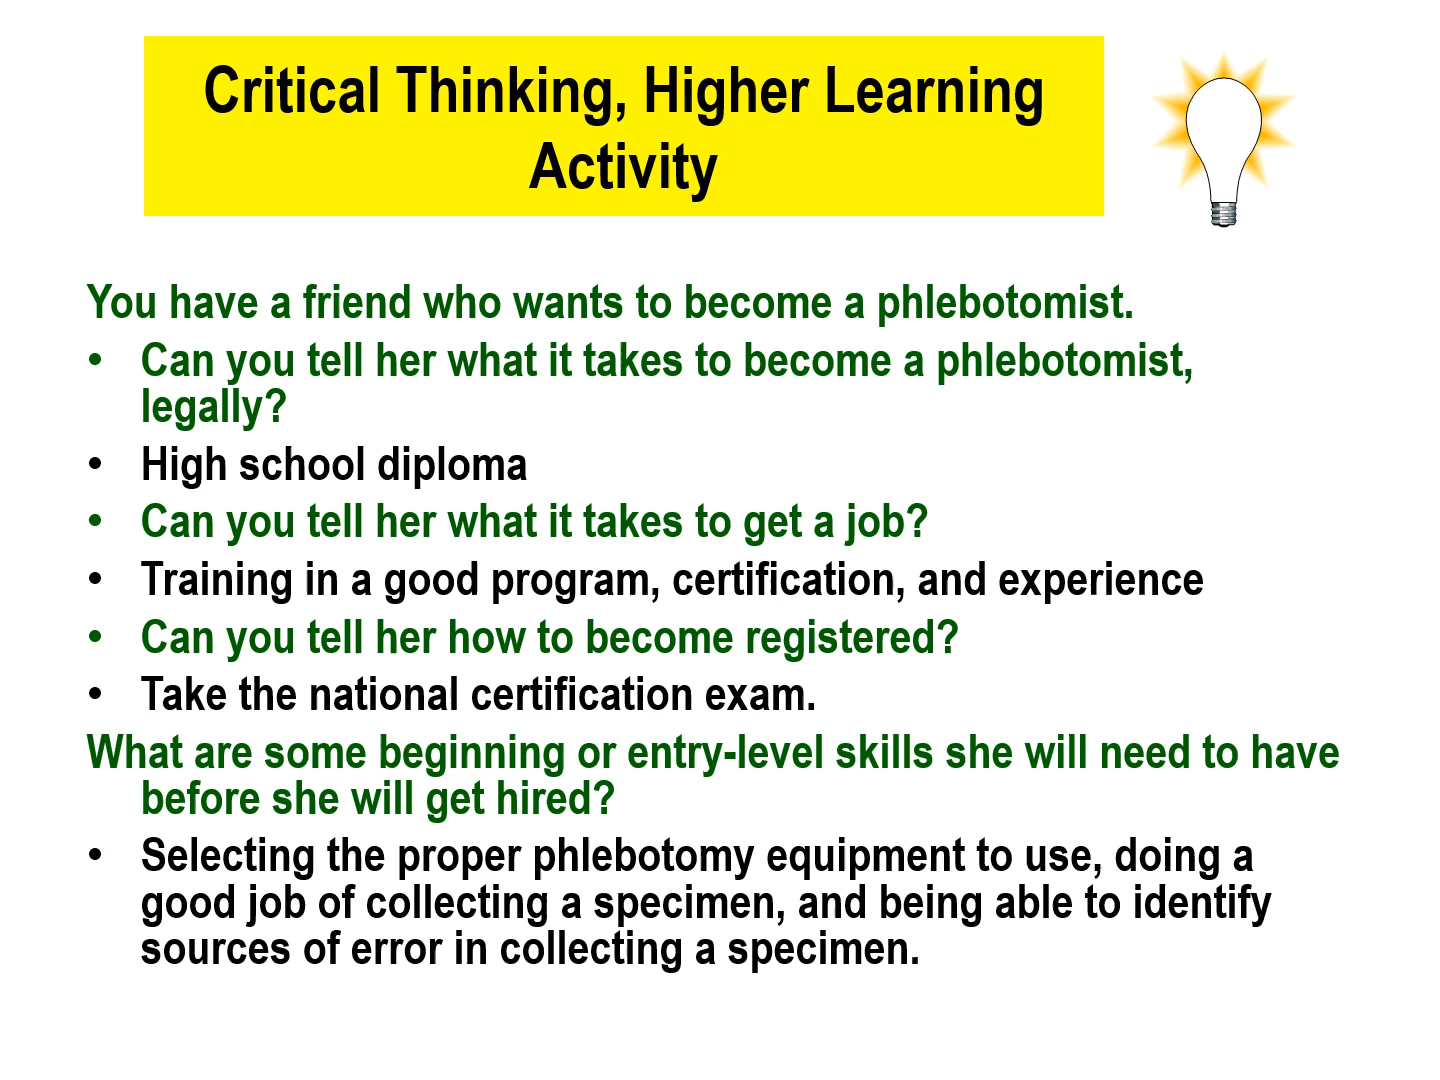 Critical Thinking, Higher Learning
Activity
You have a friend who wants to become a phlebotomist.
• Can you tell her what it takes to become a phlebotomist,
legally?
• High school diploma
• Can you tell her what it takes to get a job?
• Training in a good program, certification, and experience
• Can you tell her how to become registered?
• Take the national certification exam.
What are some beginning or entry-level skills she will need to have
before she will get hired?
• Selecting the proper phlebotomy equipment to use, doing a
good job of collecting a specimen, and being able to identify
sources of error in collecting a specimen.